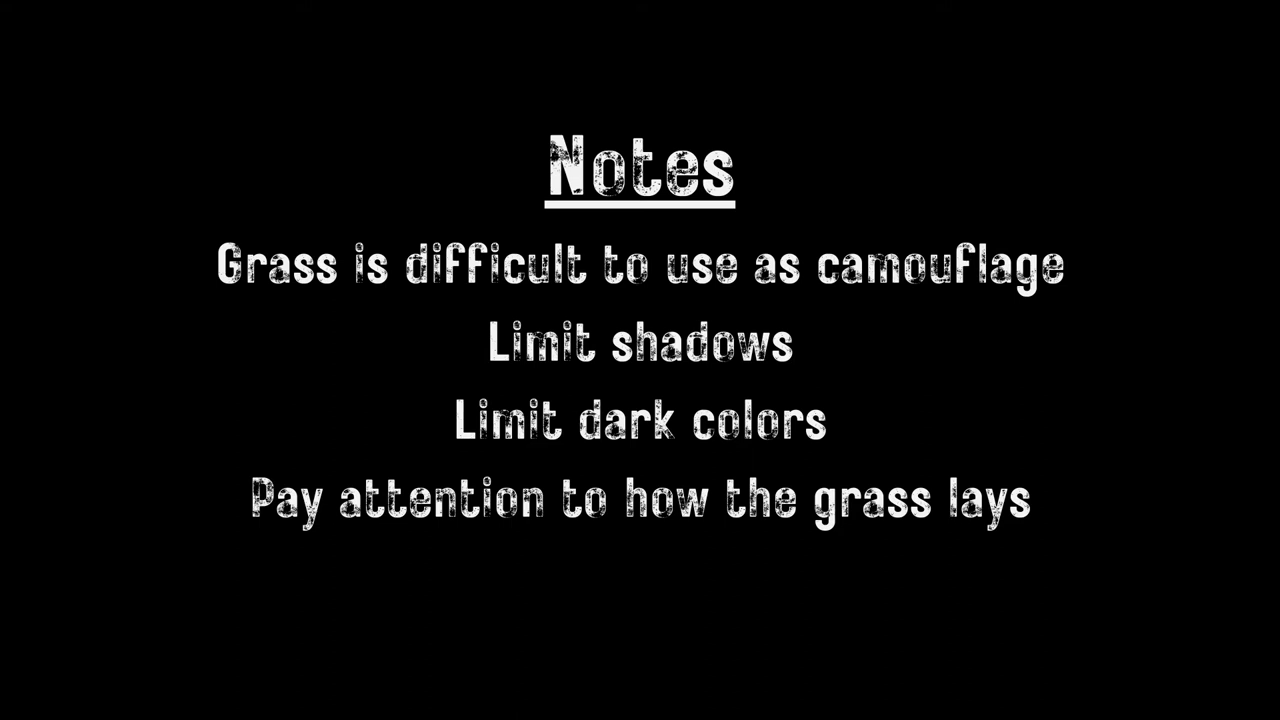 Notes
Grass is difficult to use as camouflage
Limit shadows
Limit dark colors
Pay attention to how the grass lays